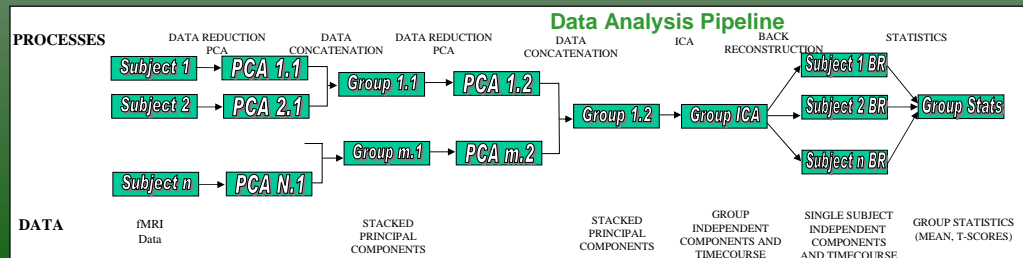 Data Analysis Pipeline
PROCESSES
DATA REDUCTION
PCA
DATA
CONCATENATION
DATA REDUCTION
PCA
DATA
CONCATENATION
ICA
BACK
RECONSTRUCTION
STATISTICS
Subject 1
PCA 1.1
Subject 2
PCA 2.1
Group 1.1
PCA 1.2
Group 1.2
Group ICA
Subject 1 BR
Subject 2 BR
Subject n BR
Group Stats
Group m.1
PCA m.2
Subject n
PCA N.1
DATA
fMRI
Data
STACKED
PRINCIPAL
COMPONENTS
STACKED
PRINCIPAL
COMPONENTS
GROUP
INDEPENDENT
COMPONENTS AND
TIMECOURSE
SINGLE SUBJECT
INDEPENDENT
COMPONENTS
AND TIMECOURSE
GROUP STATISTICS
(MEAN, T-SCORES)